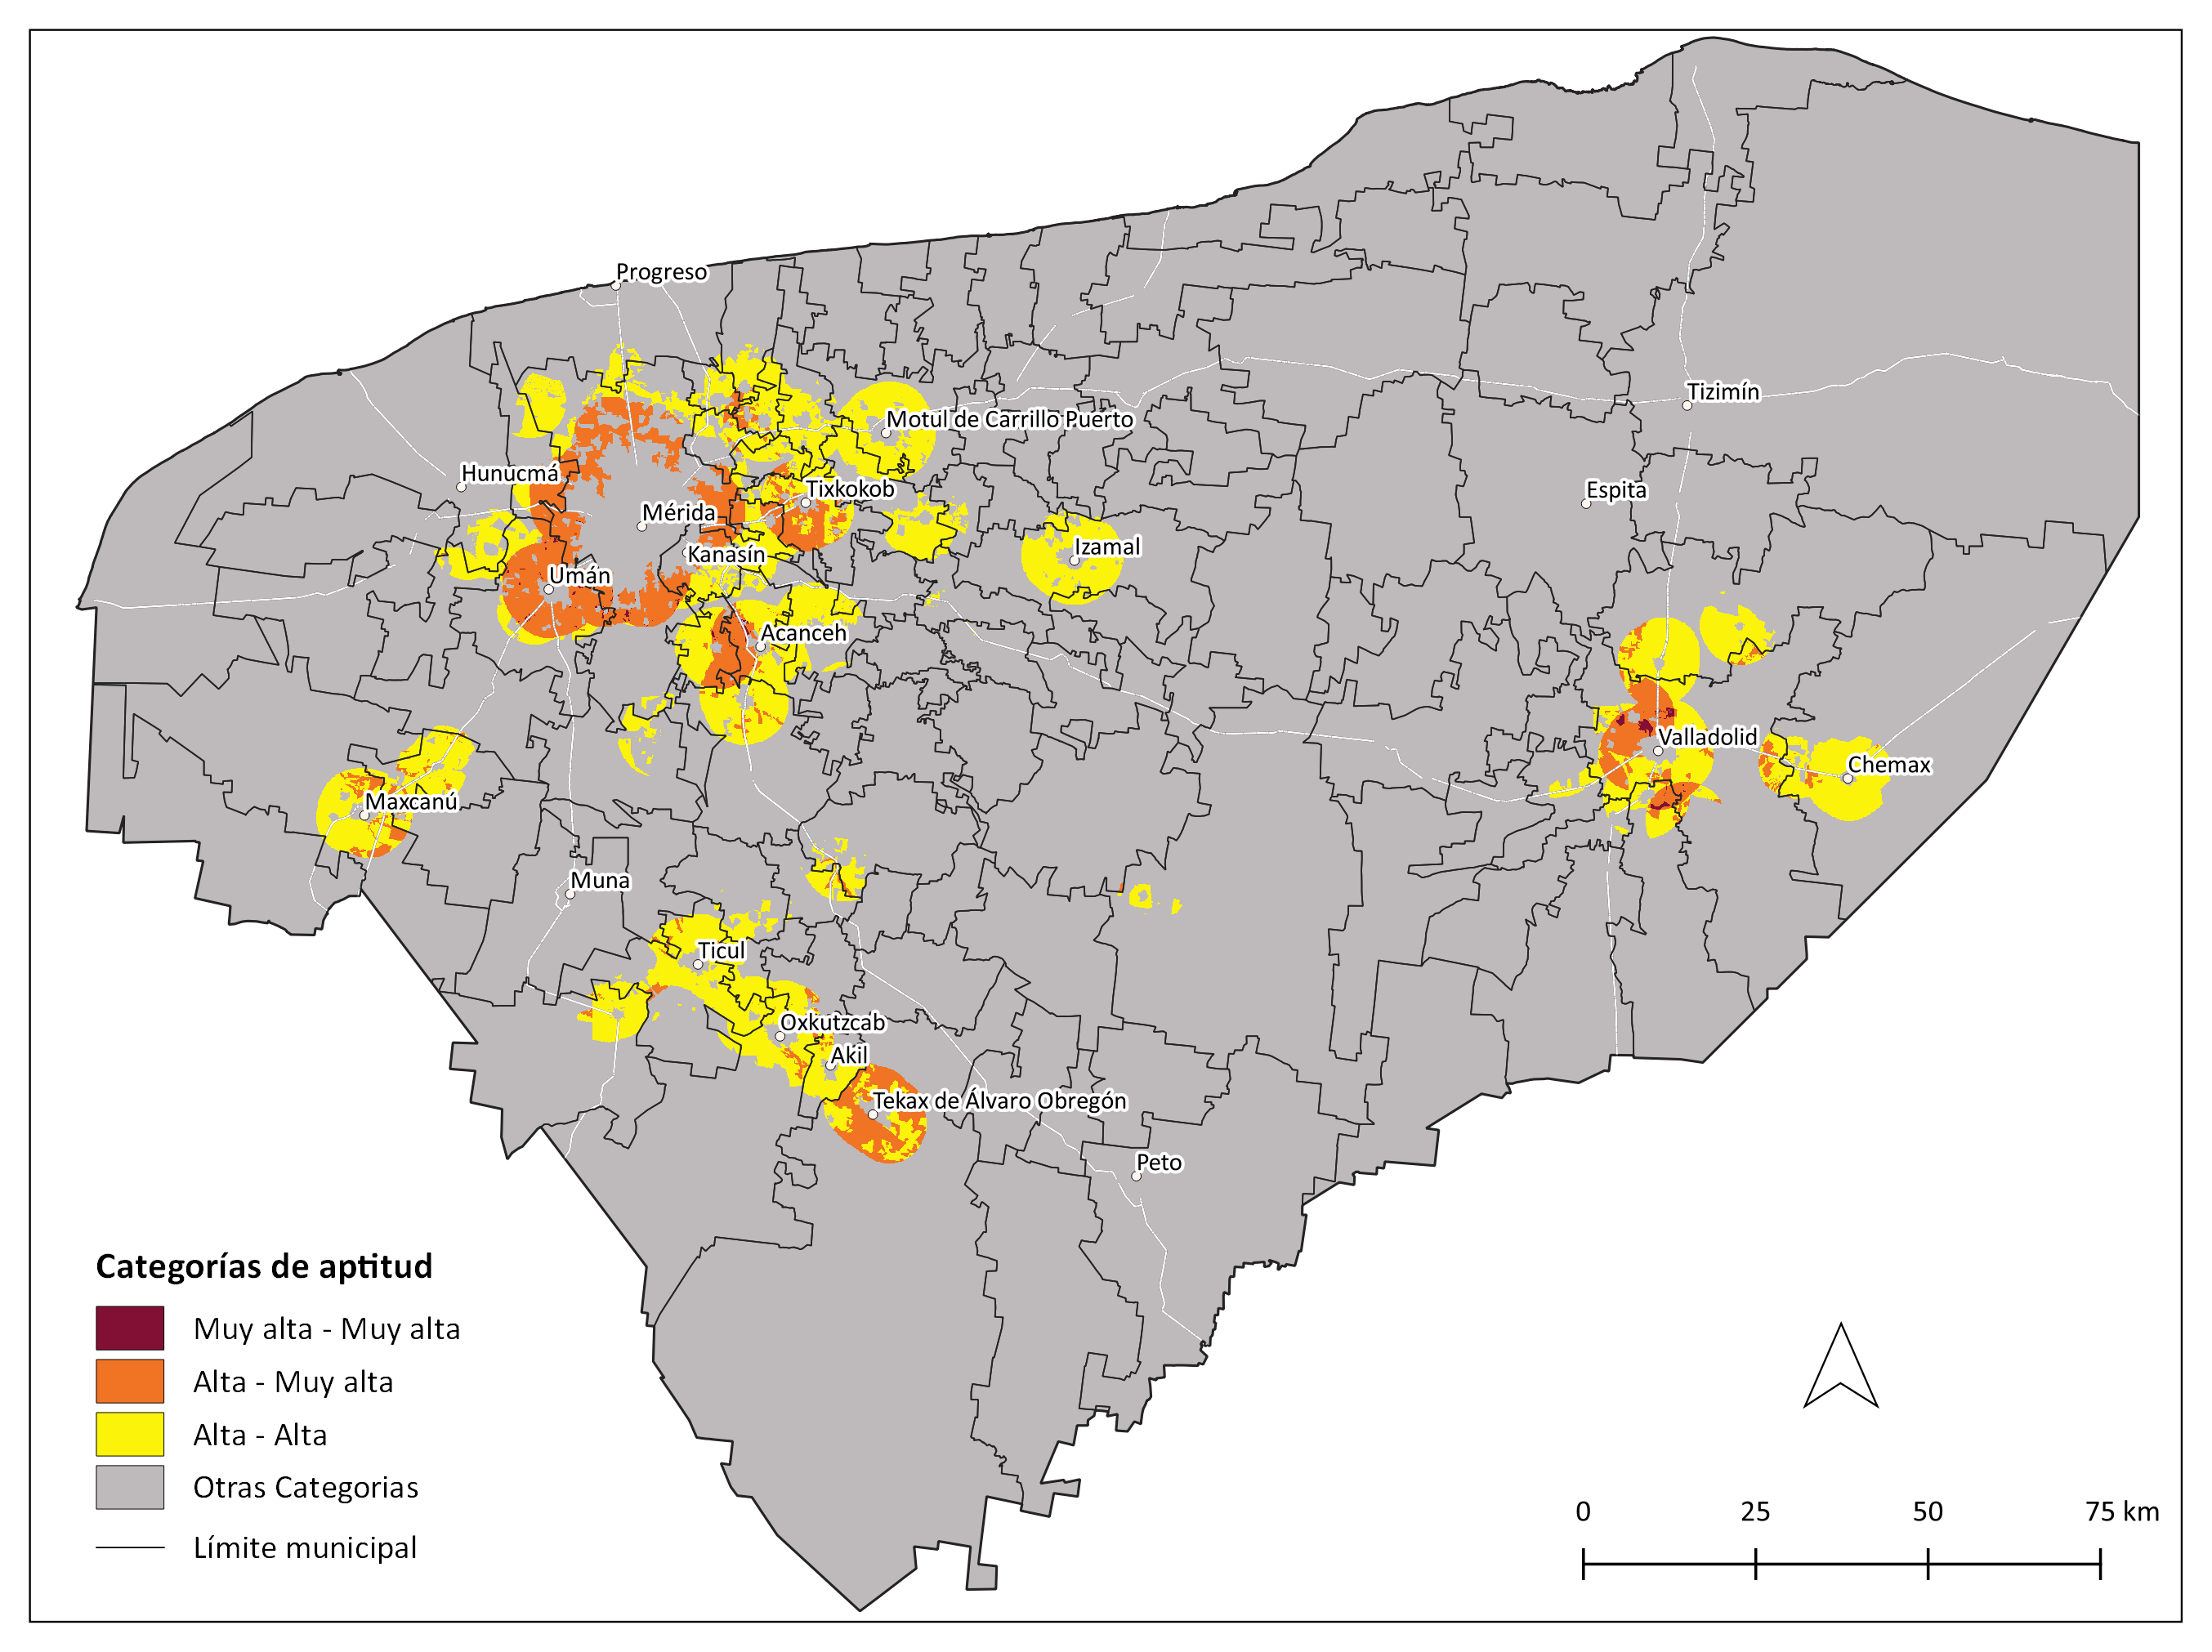 Progreso
Tizimín
Motul de Carrillo Puerto
Hunucmá
Tixkokob
Espita
Mérida
Izamal
Kanasín
Umán
Acanceh
Valladolid
Chemax
Maxcanú
Muna
Ticul
Oxkutzcab
Akil
Tekax de Álvaro Obregón
Peto
Categorías de aptitud
Muy alta - Muy alta
Alta - Muy alta
Alta - Alta
Otras Categorias
Límite municipal
0 25 50 75 km